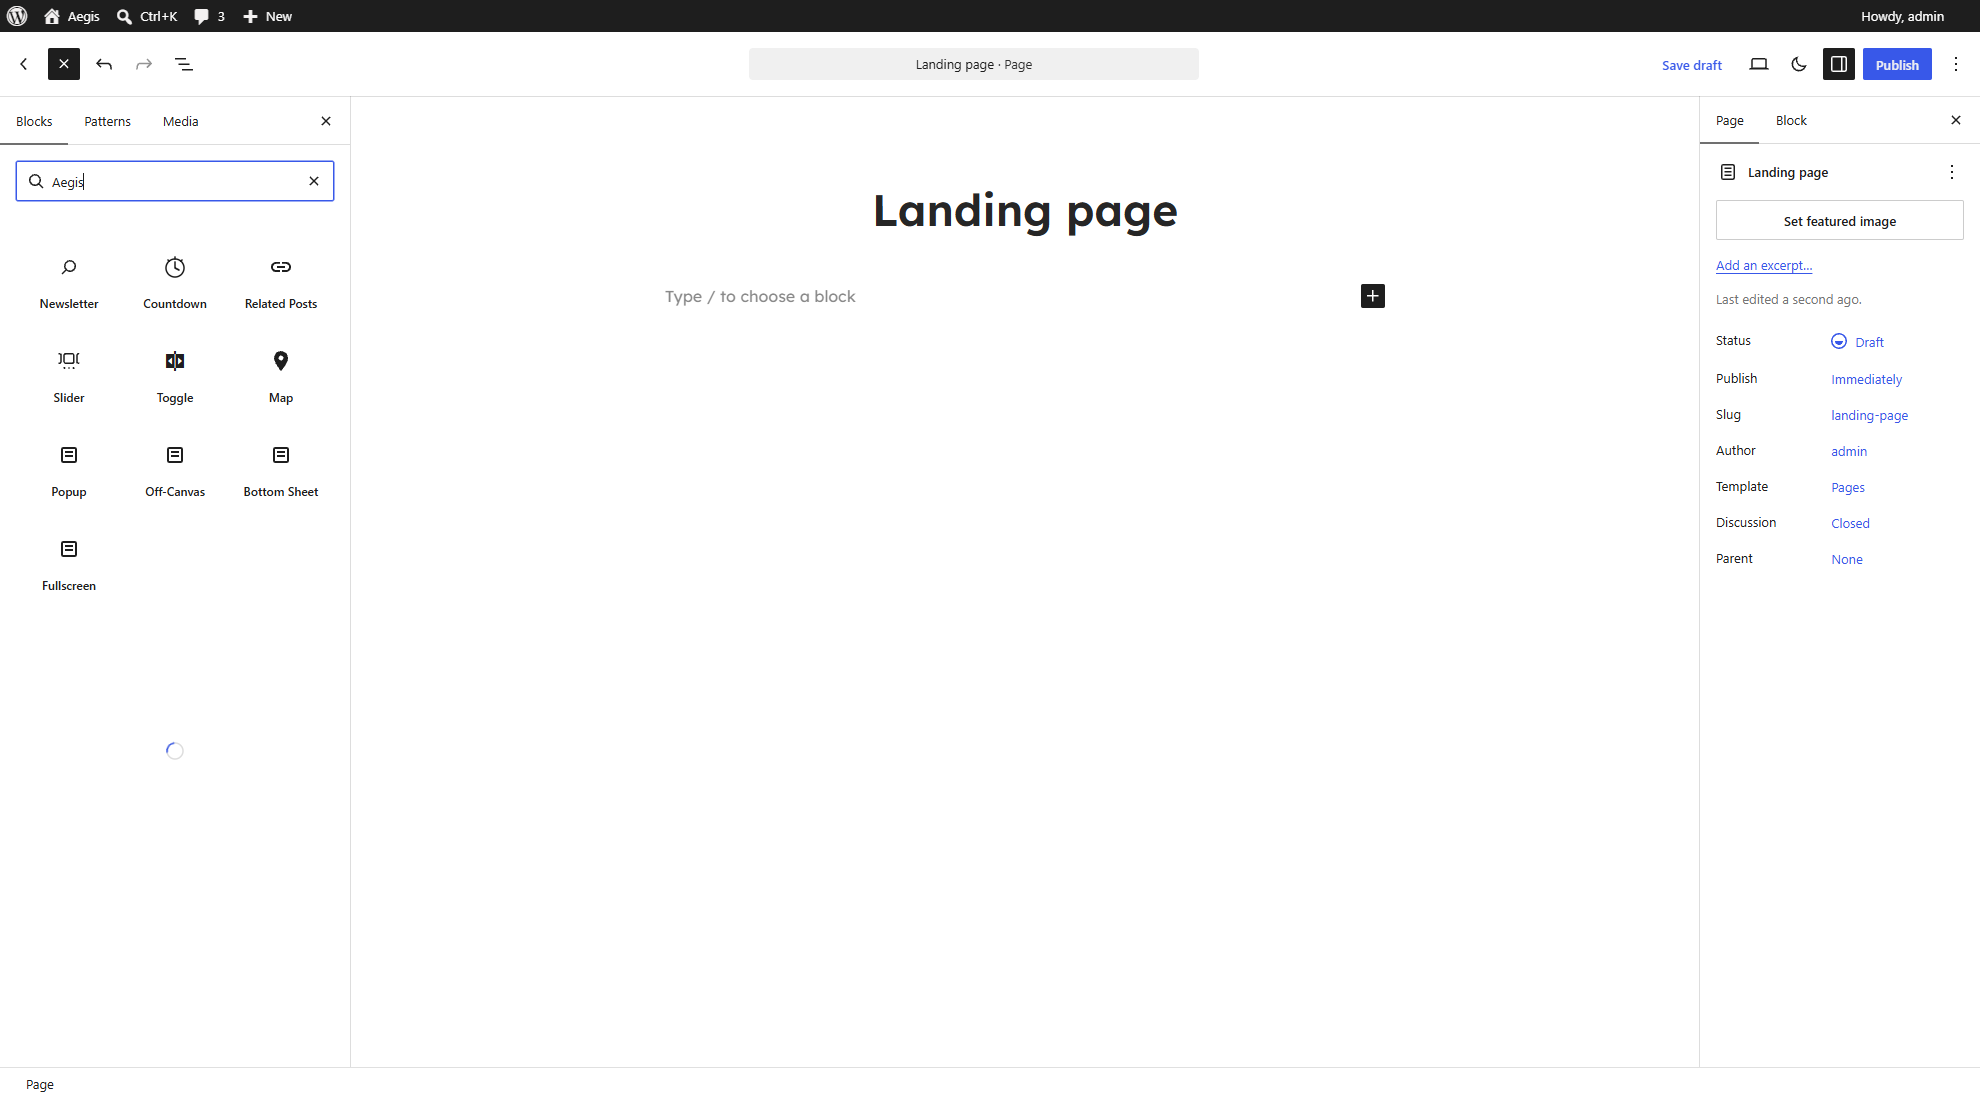 Aegis Ctrl+K 3 New Howdy, admin
Landing page · Page Save draft Publish
Blocks Patterns Media
Aegis
Newsletter Countdown Related Posts
Slider Toggle Map
Popup Off-Canvas Bottom Sheet
Fullscreen
Landing page
Type / to choose a block
Page Block
Landing page
Set featured image
Add an excerpt...
Last edited a second ago.
Status Draft
Publish Immediately
Slug landing-page
Author admin
Template Pages
Discussion Closed
Parent None
Page